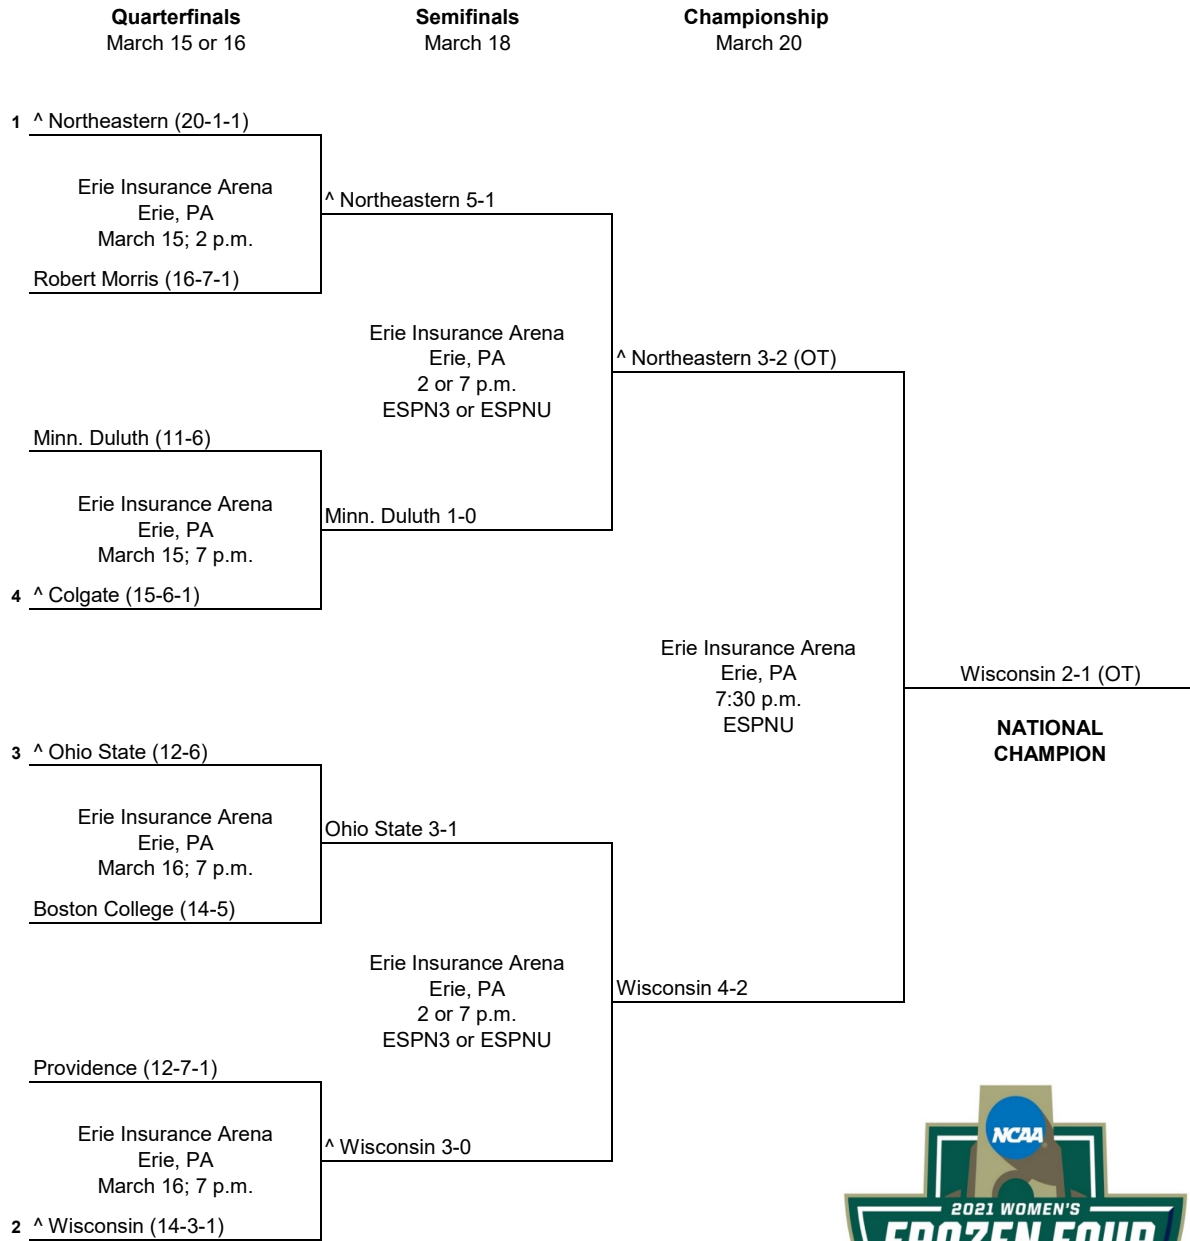 Quarterfinals
March 15 or 16
Semifinals
March 18
Championship
March 20
1 ^ Northeastern (20-1-1)
Erie Insurance Arena
Erie, PA
March 15; 2 p.m.
^ Northeastern 5-1
Robert Morris (16-7-1)
Erie Insurance Arena
Erie, PA
2 or 7 p.m.
ESPN3 or ESPNU
^ Northeastern 3-2 (OT)
Minn. Duluth (11-6)
Erie Insurance Arena
Erie, PA
March 15; 7 p.m.
Minn. Duluth 1-0
4 ^ Colgate (15-6-1)
Erie Insurance Arena
Erie, PA
7:30 p.m.
ESPNU
Wisconsin 2-1 (OT)
NATIONAL
CHAMPION
3 ^ Ohio State (12-6)
Erie Insurance Arena
Erie, PA
March 16; 7 p.m.
Ohio State 3-1
Boston College (14-5)
Erie Insurance Arena
Erie, PA
2 or 7 p.m.
ESPN3 or ESPNU
Wisconsin 4-2
Providence (12-7-1)
Erie Insurance Arena
Erie, PA
March 16; 7 p.m.
^ Wisconsin 3-0
2 ^ Wisconsin (14-3-1)
NCAA
2021 WOMEN'S
FROZEN FOUR